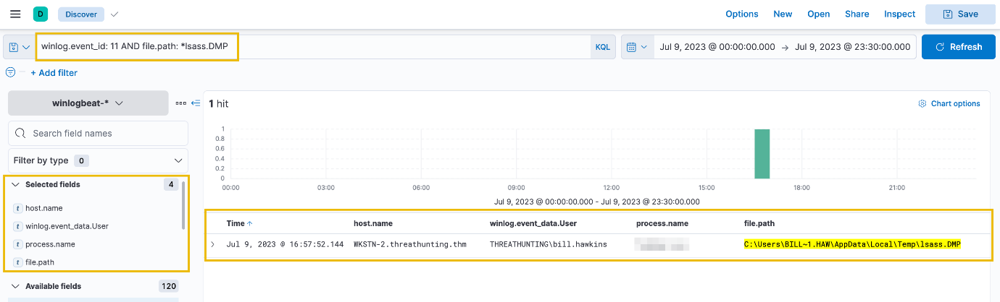 D Discover Options New Open Share Inspect Save
winlog.event_id: 11 AND file.path: *lsass.DMP KQL Jul 9, 2023 @ 00:00:00.000 → Jul 9, 2023 @ 23:30:00.000 Refresh
+ Add filter
winlogbeat-*
1 hit Chart options
Search field names
Filter by type 0
Selected fields 4
t host.name
t winlog.event_data.User
t process.name
t file.path
Available fields 120
1
0.8
0.6
0.4
0.2
0
00:00 03:00 06:00 09:00 12:00 15:00 18:00 21:00
Jul 9, 2023 @ 00:00:00.000 - Jul 9, 2023 @ 23:30:00.000
Time ↑ host.name winlog.event_data.User process.name file.path
Jul 9, 2023 @ 16:57:52.144 WKSTN-2.threathunting.thm THREATHUNTING\bill.hawkins C:\Users\BILL~1.HAW\AppData\Local\Temp\lsass.DMP